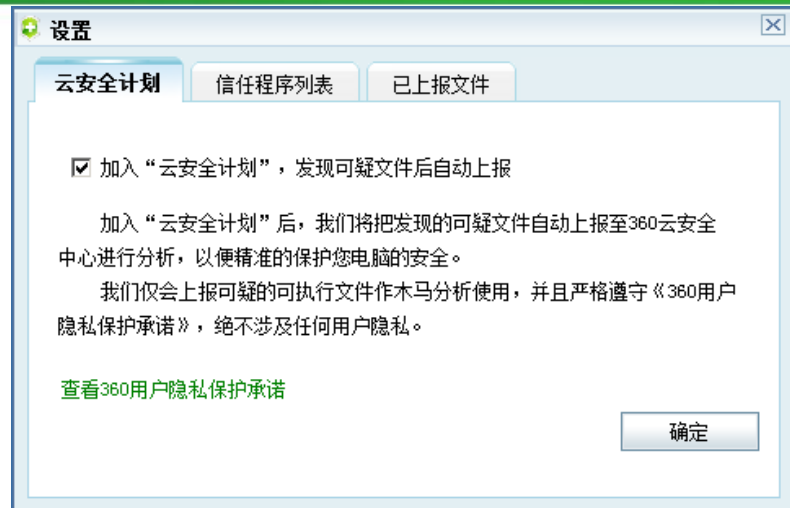 设置
云安全计划 信任程序列表 已上报文件
加入“云安全计划”，发现可疑文件后自动上报
加入“云安全计划”后，我们将把发现的可疑文件自动上报至360云安全
中心进行分析，以便精准的保护您电脑的安全。
我们仅会上报可疑的可执行文件作木马分析使用，并且严格遵守《360用户
隐私保护承诺》，绝不涉及任何用户隐私。
查看360用户隐私保护承诺
确定